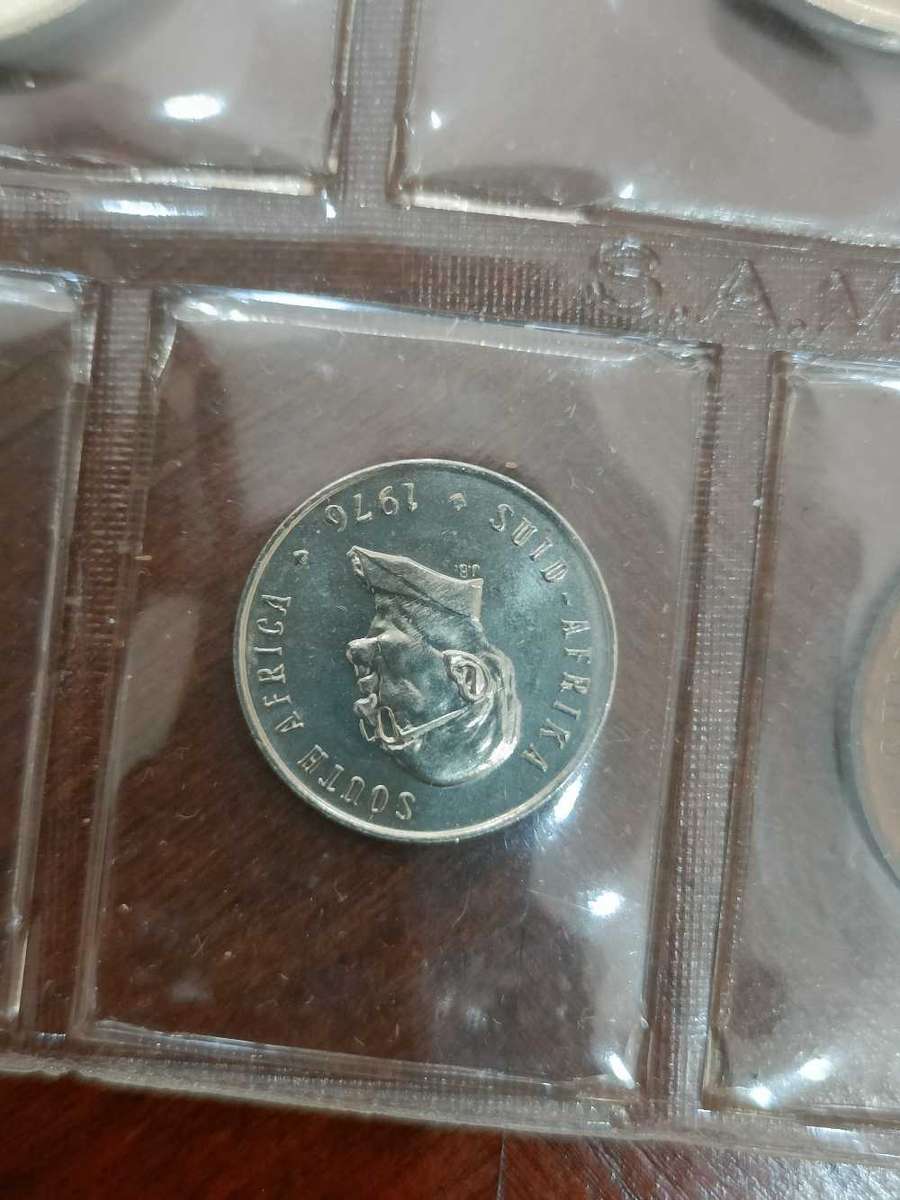 S.A.
SOUTH AFRICA
1976
SUID-AFRIKA
J.B.